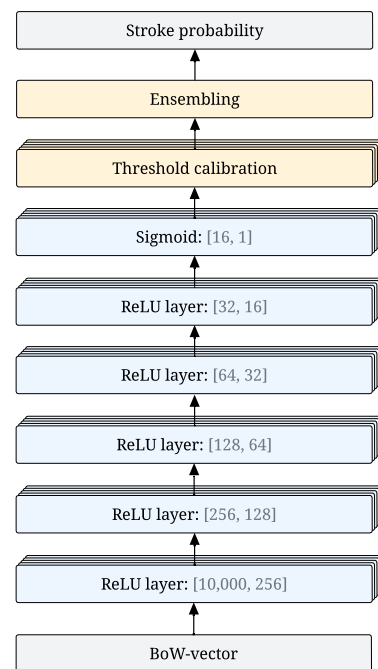 Stroke probability
Ensembling
Threshold calibration
Sigmoid: [16, 1]
ReLU layer: [32, 16]
ReLU layer: [64, 32]
ReLU layer: [128, 64]
ReLU layer: [256, 128]
ReLU layer: [10,000, 256]
BoW-vector